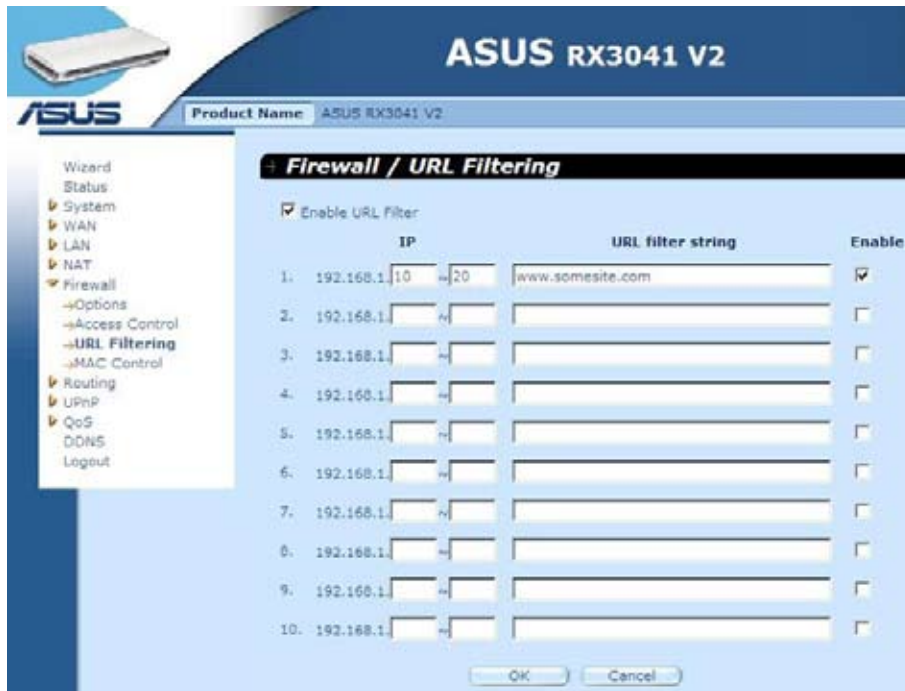 ASUS RX3041 V2
ASUS
Product Name ASUS RX3041 V2
Wizard
Status
System
WAN
LAN
NAT
Firewall
Options
Access Control
URL Filtering
MAC Control
Routing
UPnP
QoS
DDNS
Logout
Firewall / URL Filtering
Enable URL Filter
IP URL filter string Enable
1. 192.168.1. 10 ~ 20 www.somesite.com
2. 192.168.1. ~
3. 192.168.1. ~
4. 192.168.1. ~
5. 192.168.1. ~
6. 192.168.1. ~
7. 192.168.1. ~
8. 192.168.1. ~
9. 192.168.1. ~
10. 192.168.1. ~
OK Cancel